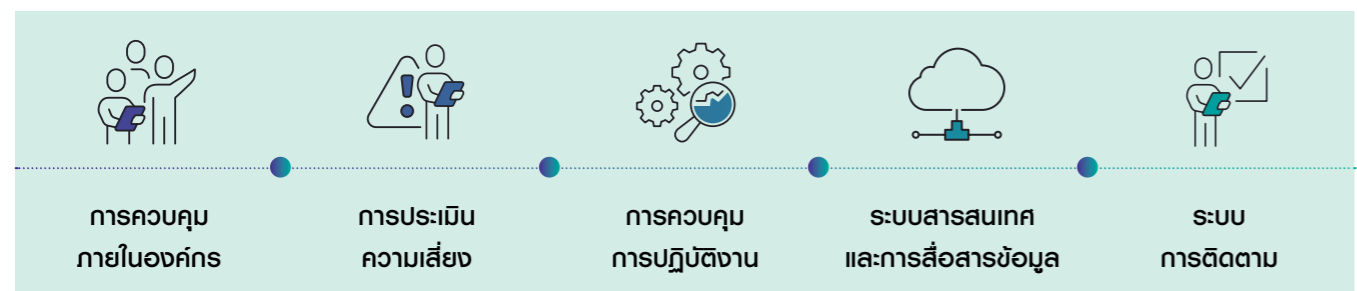 การควบคุม
ภายในองค์กร
การประเมิน
ความเสี่ยง
การควบคุม
การปฏิบัติงาน
ระบบสารสนเทศ
และการสื่อสารข้อมูล
ระบบ
การติดตาม